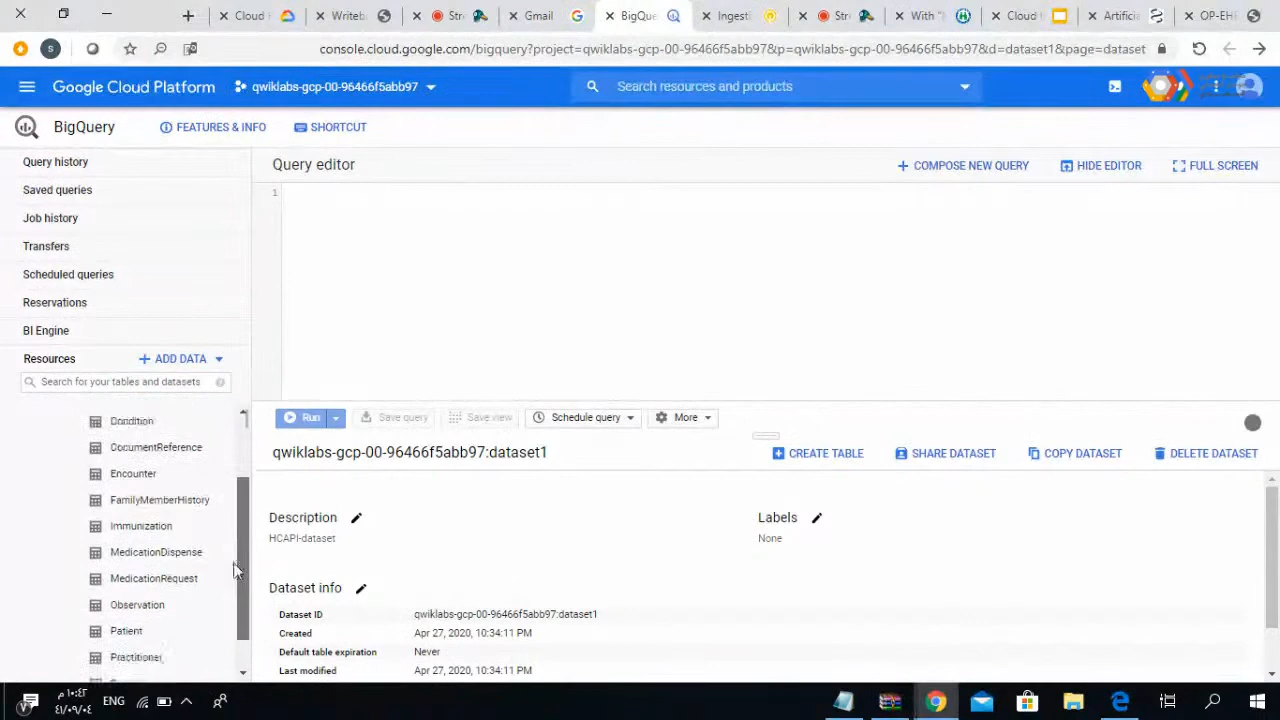 Cloud F
Writeb
Stre
Gmail
BigQue
Ingesti
Stre
With "
Cloud t
Artific
OP-EHI
S
console.cloud.google.com/bigquery?project=qwiklabs-gcp-00-96466f5abb97&p=qwiklabs-gcp-00-96466f5abb97&d=dataset1&page=dataset
Google Cloud Platform
qwiklabs-gcp-00-96466f5abb97
Search resources and products
BigQuery
FEATURES & INFO
SHORTCUT
Query history
Saved queries
Job history
Transfers
Scheduled queries
Reservations
BI Engine
Resources
ADD DATA
Search for your tables and datasets
Condition
DocumentReference
Encounter
FamilyMemberHistory
Immunization
MedicationDispense
MedicationRequest
Observation
Patient
Practitioner
Query editor
COMPOSE NEW QUERY
HIDE EDITOR
FULL SCREEN
1
Run
Save query
Save view
Schedule query
More
qwiklabs-gcp-00-96466f5abb97:dataset1
CREATE TABLE
SHARE DATASET
COPY DATASET
DELETE DATASET
Description
HCAPI-dataset
Labels
None
Dataset info
Dataset ID qwiklabs-gcp-00-96466f5abb97:dataset1
Created Apr 27, 2020, 10:34:11 PM
Default table expiration Never
Last modified Apr 27, 2020, 10:34:11 PM
١٠:٤٢ م
ENG